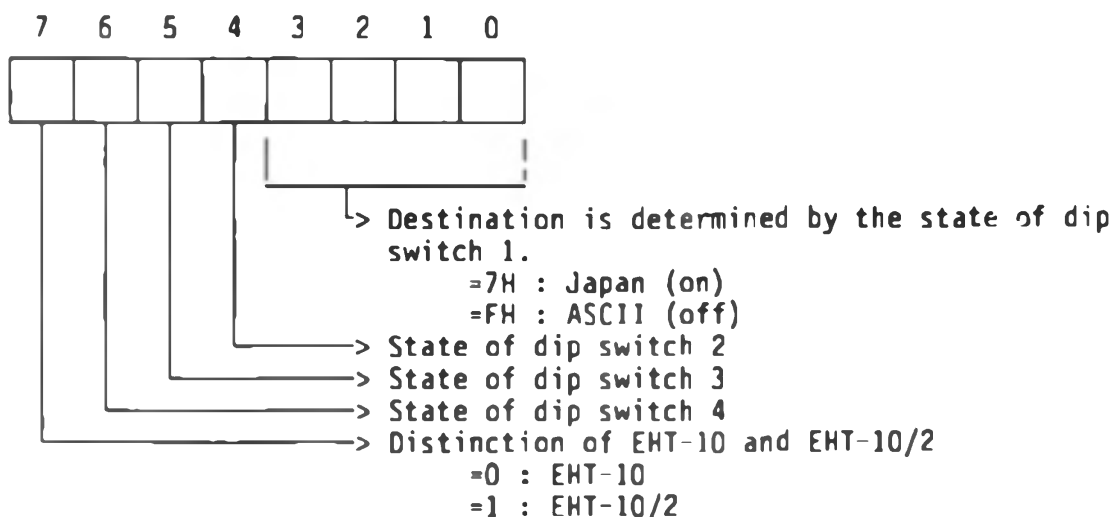 7 6 5 4 3 2 1 0
> Destination is determined by the state of dip
switch 1.
=7H : Japan (on)
=FH : ASCII (off)
> State of dip switch 2
> State of dip switch 3
> State of dip switch 4
> Distinction of EHT-10 and EHT-10/2
=0 : EHT-10
=1 : EHT-10/2